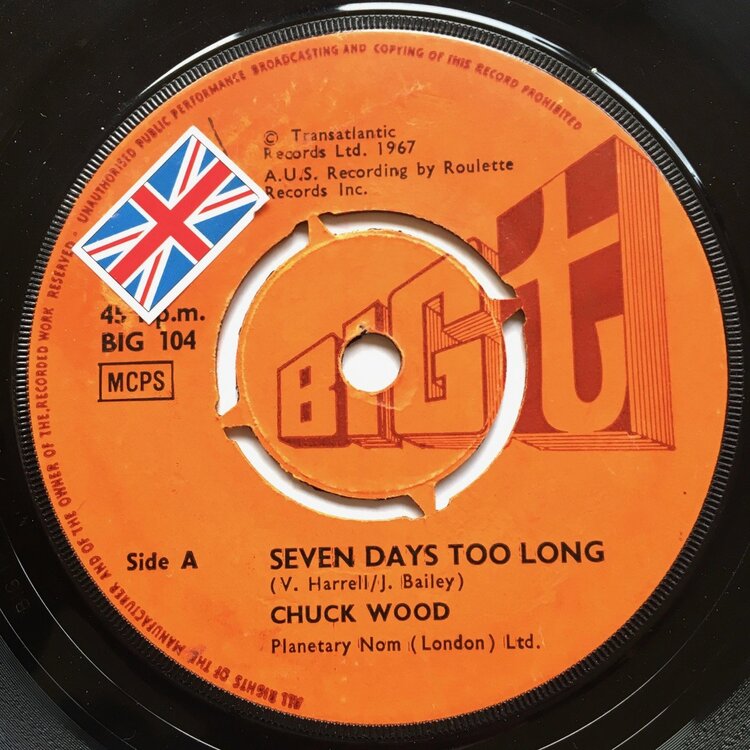 UNAUTHORISED PUBLIC PERFORMANCE BROADCASTING AND COPYING OF THIS RECORD PROHIBITED
© Transatlantic
Records Ltd. 1967
A.U.S. Recording by Roulette
Records Inc.
BIG t
45 r.p.m.
BIG 104
MCPS
Side A
SEVEN DAYS TOO LONG
(V. Harrell/J. Bailey)
CHUCK WOOD
Planetary Nom (London) Ltd.
ALL RIGHTS OF THE MANUFACTURER AND OF THE OWNER OF THE RECORDED WORK RESERVED